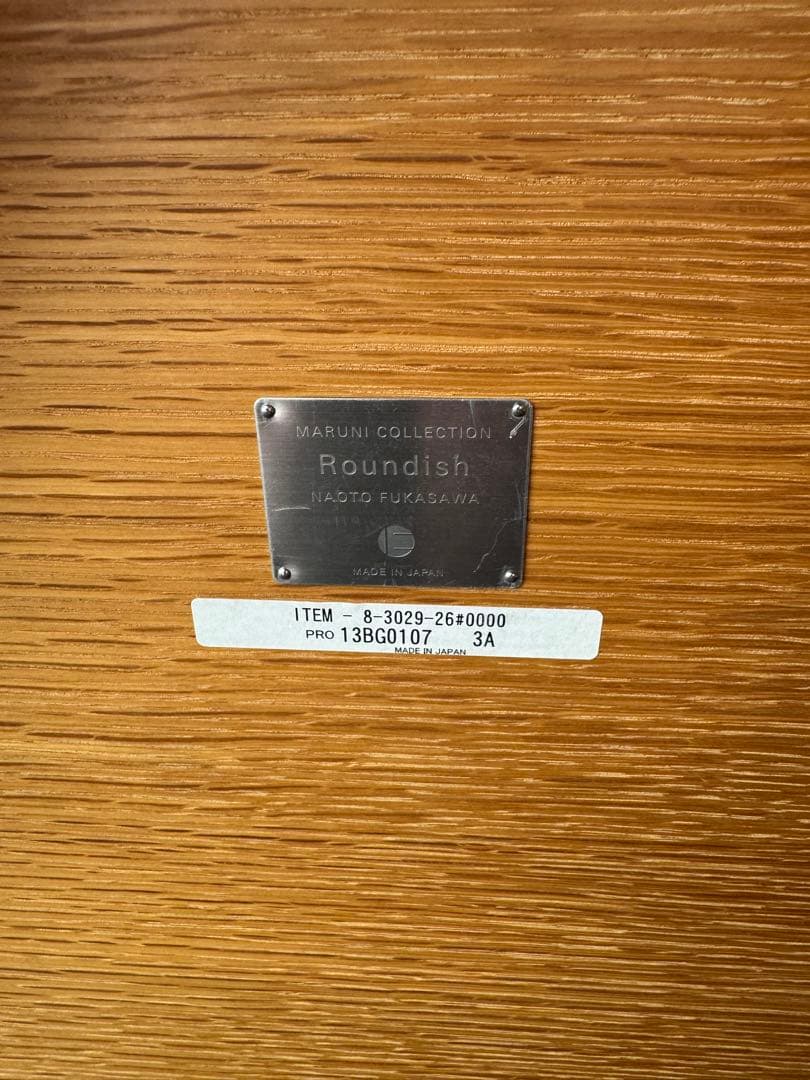 MARUNI COLLECTION
Roundish
NAOTO FUKASAWA
MADE IN JAPAN
ITEM - 8-3029-26#0000
PRO 13BG0107 3A
MADE IN JAPAN